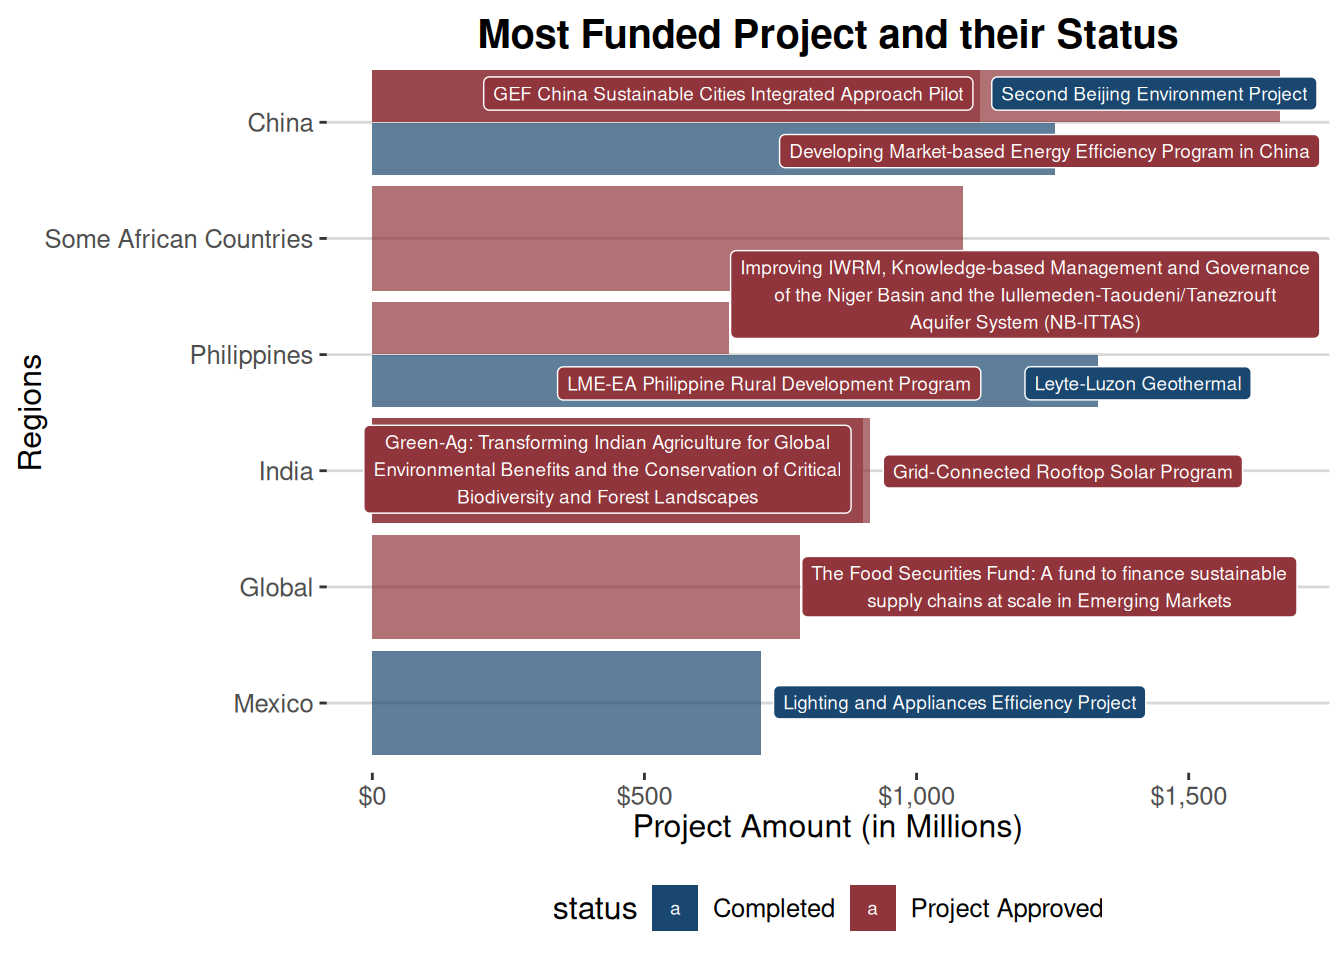 Most Funded Project and their Status
China
GEF China Sustainable Cities Integrated Approach Pilot
Second Beijing Environment Project
Developing Market-based Energy Efficiency Program in China
Some African Countries
Improving IWRM, Knowledge-based Management and Governance
of the Niger Basin and the Iullemeden-Taoudeni/Tanezrouft
Aquifer System (NB-ITTAS)
Philippines
LME-EA Philippine Rural Development Program
Leyte-Luzon Geothermal
India
Green-Ag: Transforming Indian Agriculture for Global
Environmental Benefits and the Conservation of Critical
Biodiversity and Forest Landscapes
Grid-Connected Rooftop Solar Program
Global
The Food Securities Fund: A fund to finance sustainable
supply chains at scale in Emerging Markets
Mexico
Lighting and Appliances Efficiency Project
Regions
$0 $500 $1,000 $1,500
Project Amount (in Millions)
status a Completed a Project Approved